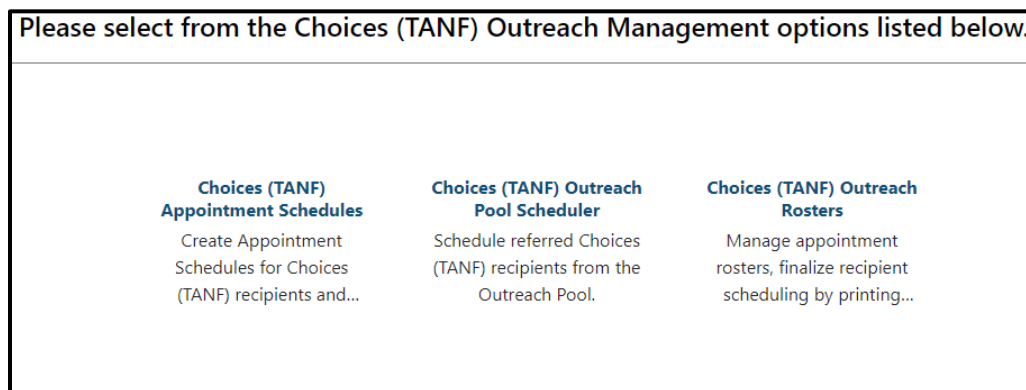 Please select from the Choices (TANF) Outreach Management options listed below.
Choices (TANF)
Appointment Schedules
Create Appointment
Schedules for Choices
(TANF) recipients and...
Choices (TANF) Outreach
Pool Scheduler
Schedule referred Choices
(TANF) recipients from the
Outreach Pool.
Choices (TANF) Outreach
Rosters
Manage appointment
rosters, finalize recipient
scheduling by printing...